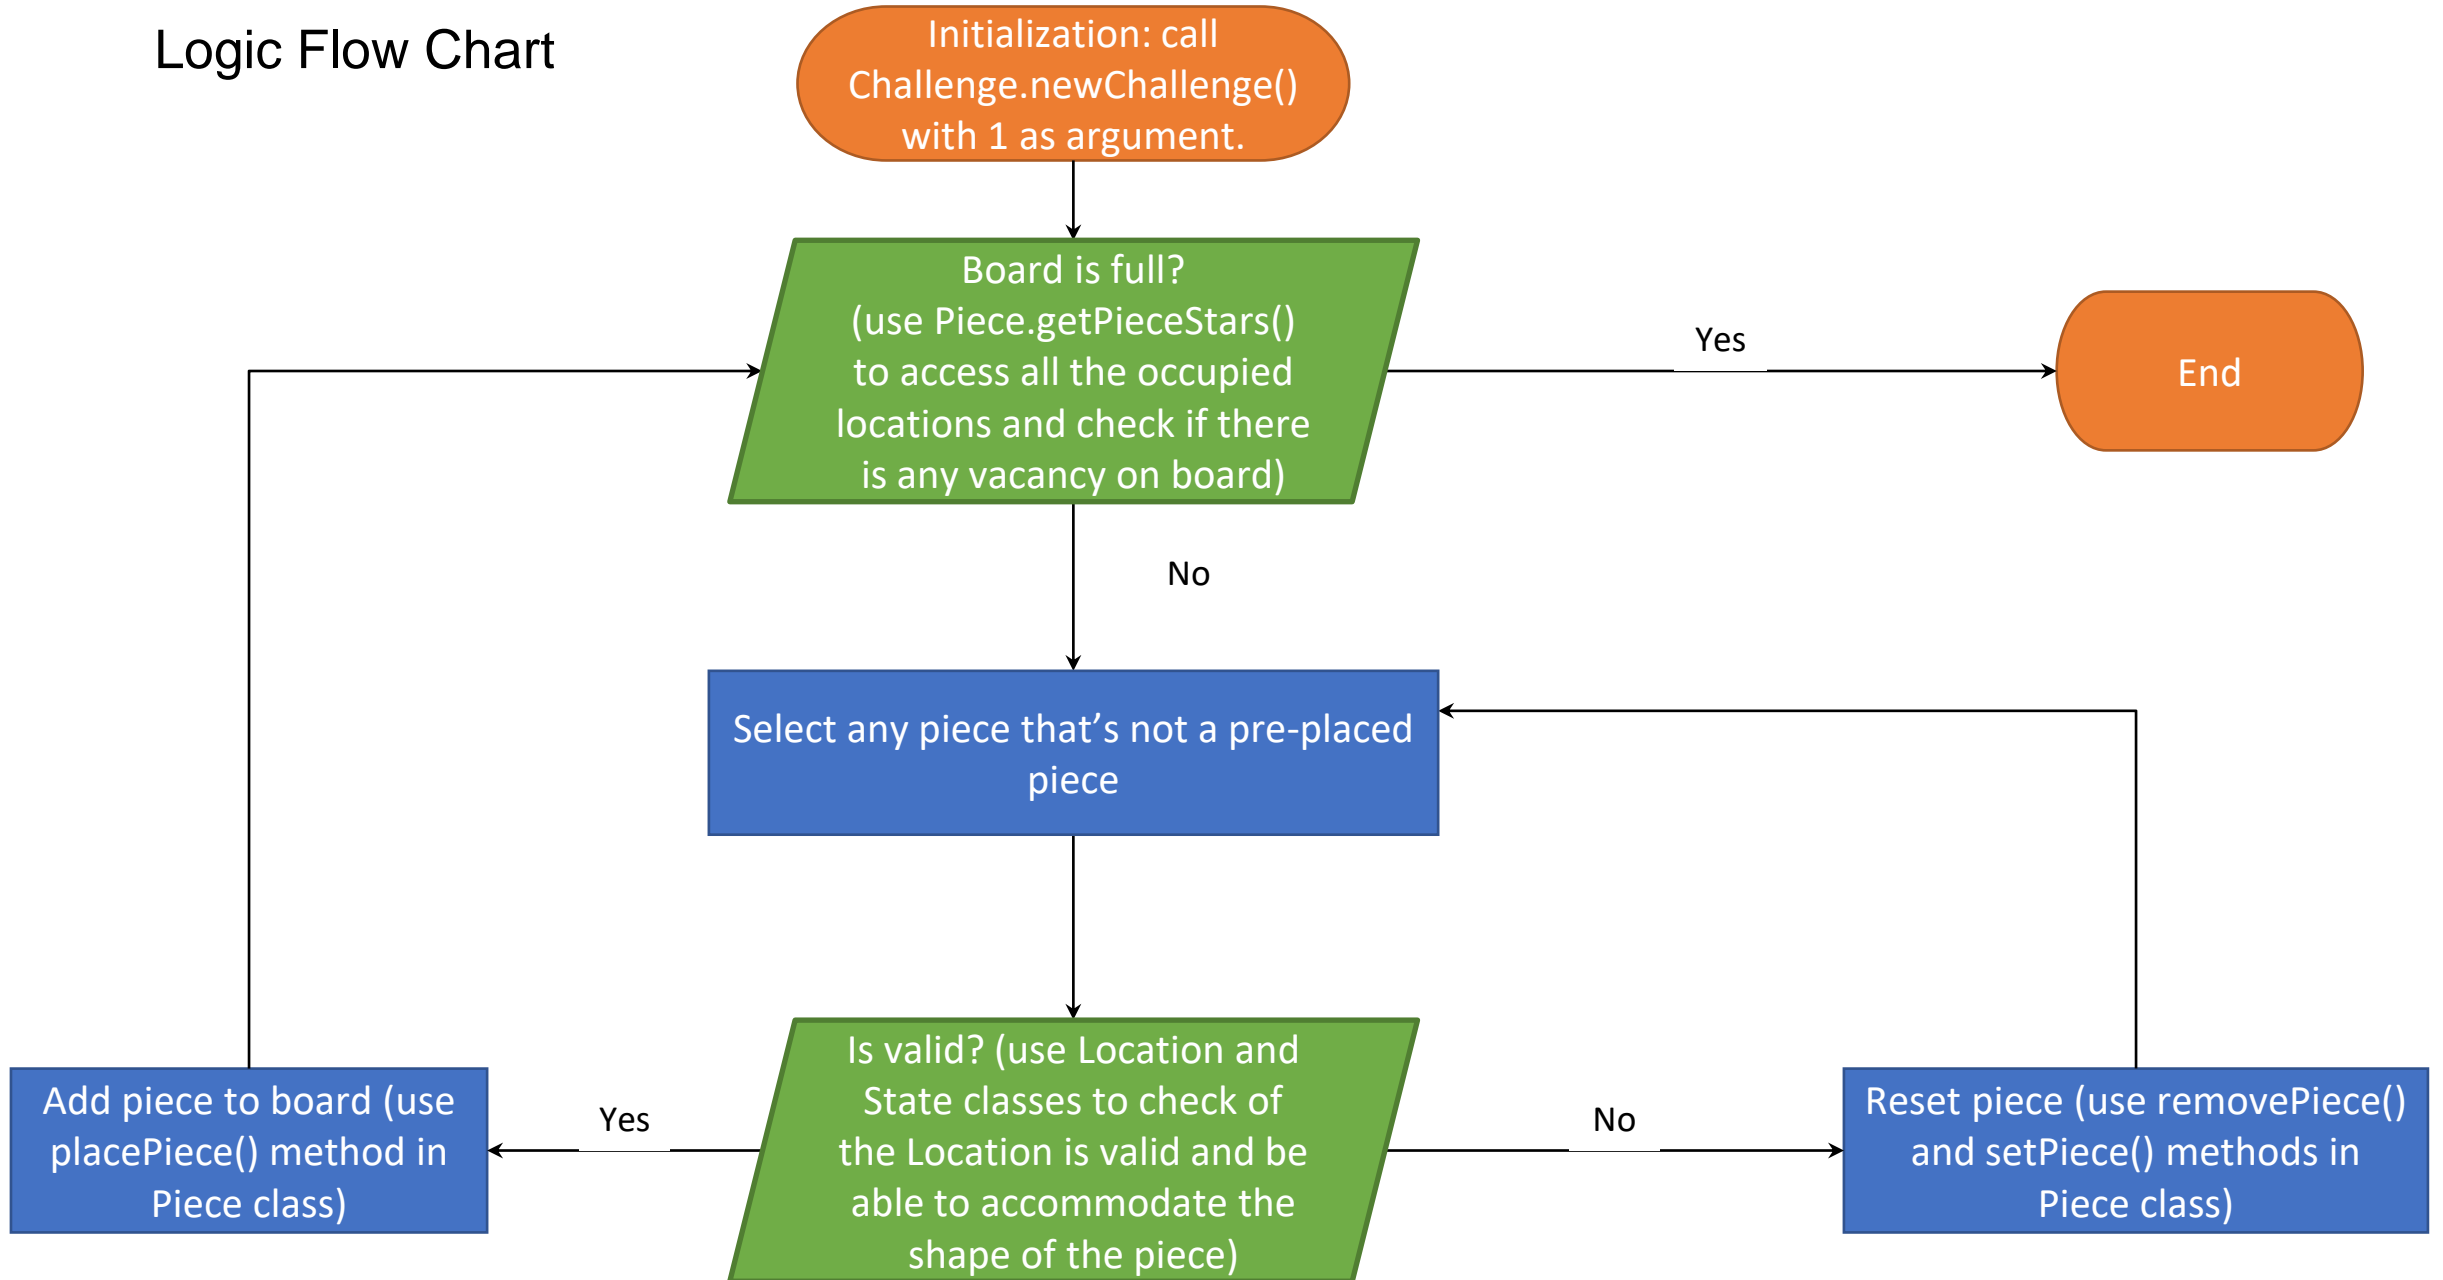 Logic Flow Chart
Initialization: call
Challenge.newChallenge()
with 1 as argument.
Board is full?
(use Piece.getPieceStars()
to access all the occupied
locations and check if there
is any vacancy on board)
Yes
End
No
Select any piece that’s not a pre-placed
piece
Is valid? (use Location and
State classes to check of
the Location is valid and be
able to accommodate the
shape of the piece)
Yes
Add piece to board (use
placePiece() method in
Piece class)
No
Reset piece (use removePiece()
and setPiece() methods in
Piece class)